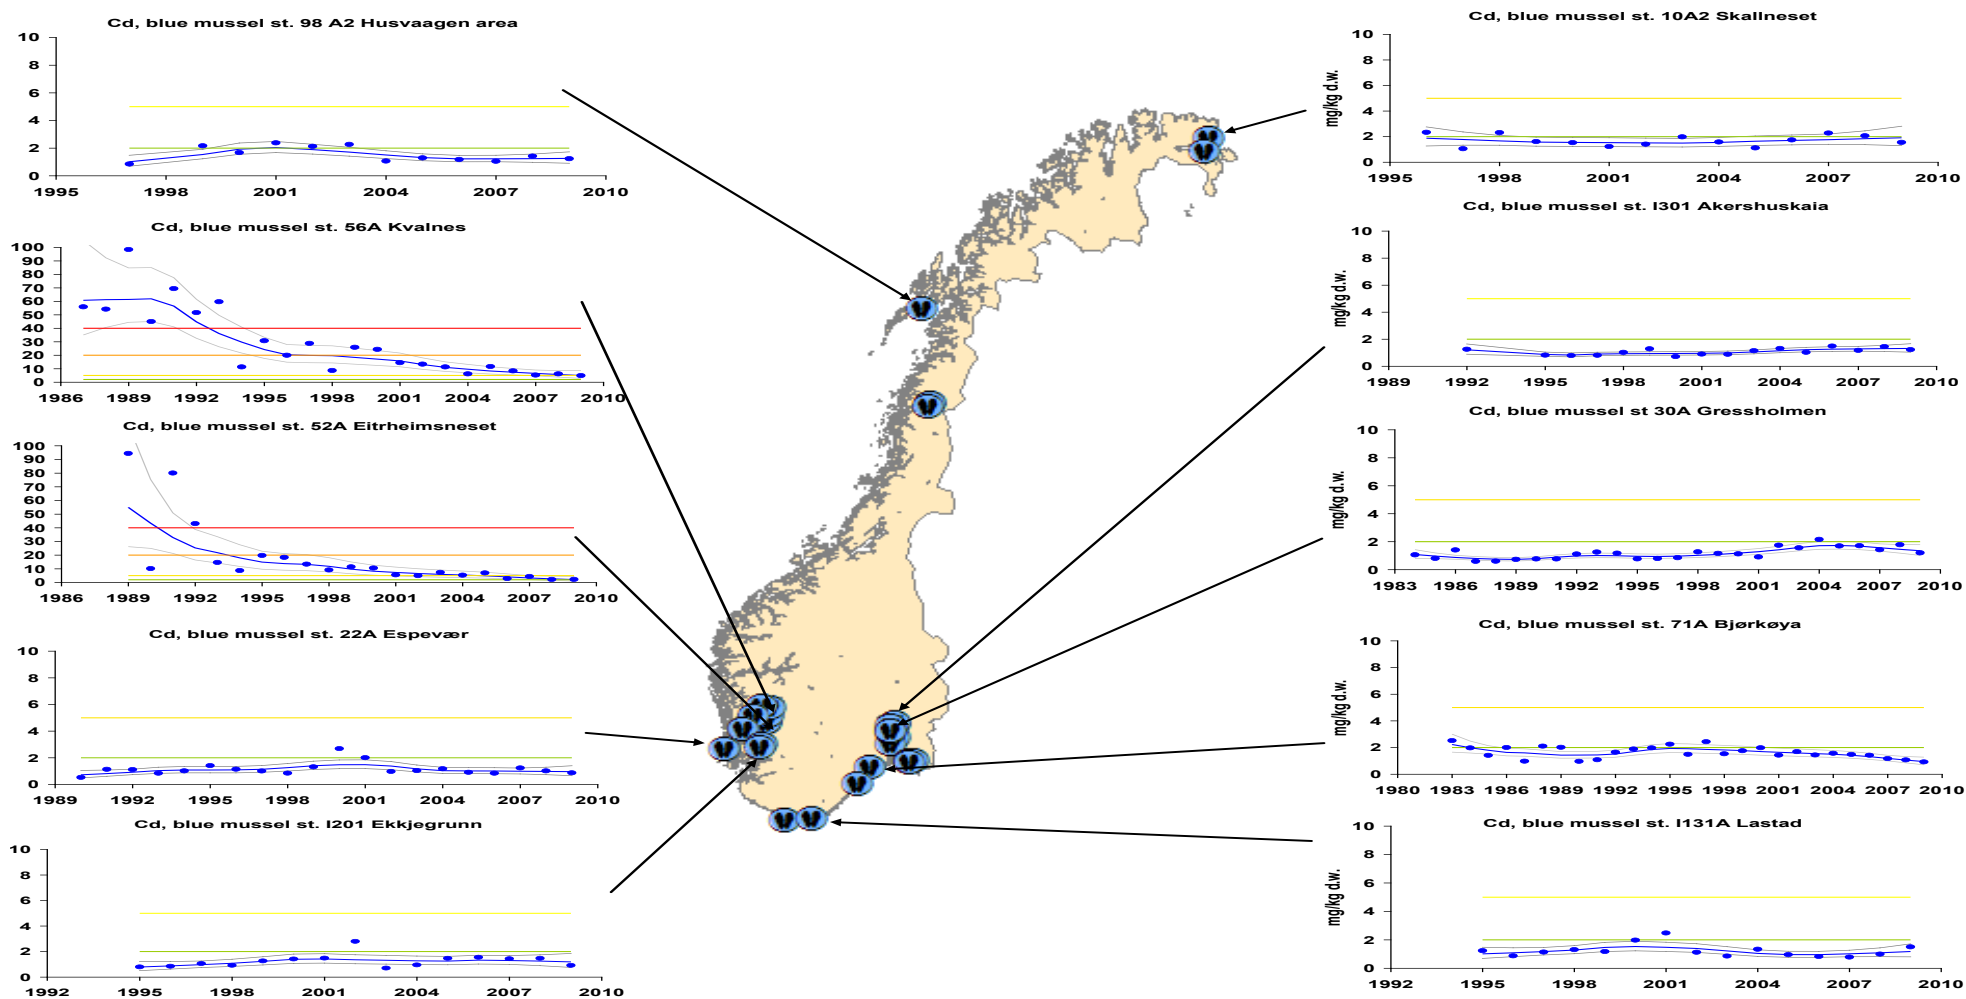 Cd, blue mussel st. 98 A2 Husvaagen area
10
8
6
4
2
0
1995 1998 2001 2004 2007 2010
Cd, blue mussel st. 56A Kvalnes
100
90
80
70
60
50
40
30
20
10
0
1986 1989 1992 1995 1998 2001 2004 2007 2010
Cd, blue mussel st. 52A Eitrheimsneset
100
90
80
70
60
50
40
30
20
10
0
1986 1989 1992 1995 1998 2001 2004 2007 2010
Cd, blue mussel st. 22A Espevær
10
8
6
4
2
0
1989 1992 1995 1998 2001 2004 2007 2010
Cd, blue mussel st. I201 Ekkjegrunn
10
8
6
4
2
0
1992 1995 1998 2001 2004 2007 2010
Cd, blue mussel st. 10A2 Skallneset
mg/kg d.w.
10
8
6
4
2
0
1995 1998 2001 2004 2007 2010
Cd, blue mussel st. I301 Akershuskaia
mg/kg d.w.
10
8
6
4
2
0
1989 1992 1995 1998 2001 2004 2007 2010
Cd, blue mussel st 30A Gressholmen
mg/kg d.w.
10
8
6
4
2
0
1983 1986 1989 1992 1995 1998 2001 2004 2007 2010
Cd, blue mussel st. 71A Bjørkøya
mg/kg d.w.
10
8
6
4
2
0
1980 1983 1986 1989 1992 1995 1998 2001 2004 2007 2010
Cd, blue mussel st. I131A Lastad
mg/kg d.w.
10
8
6
4
2
0
1992 1995 1998 2001 2004 2007 2010